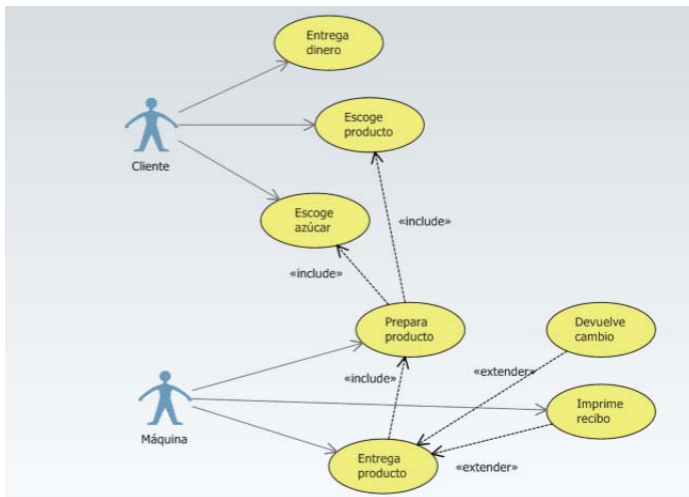 Entrega
dinero
Escoge
producto
Cliente
Escoge
azúcar
«include»
«include»
Prepara
producto
Devuelve
cambio
«include»
«extender»
Imprime
recibo
Máquina
Entrega
producto
«extender»